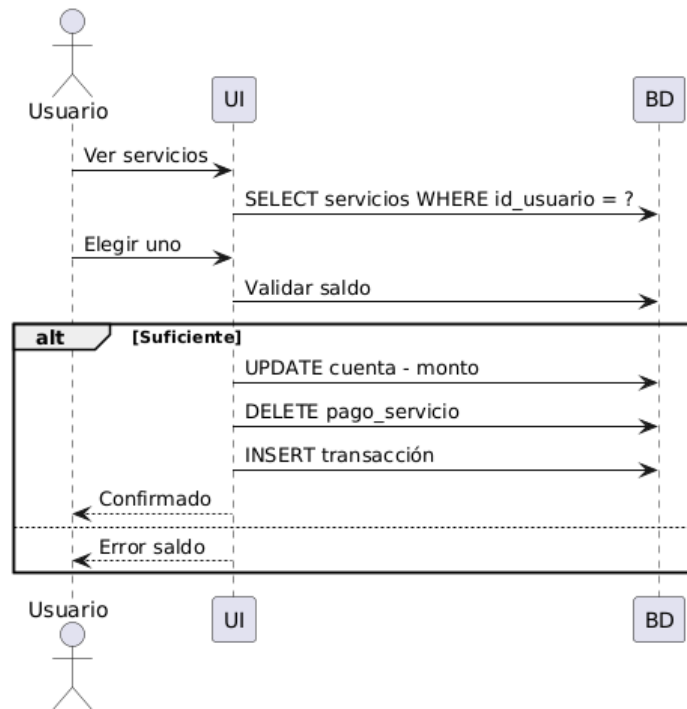 Usuario
UI
BD
Ver servicios
SELECT servicios WHERE id_usuario = ?
Elegir uno
Validar saldo
alt [Suficiente]
UPDATE cuenta - monto
DELETE pago_servicio
INSERT transacción
Confirmado
Error saldo
Usuario
UI
BD